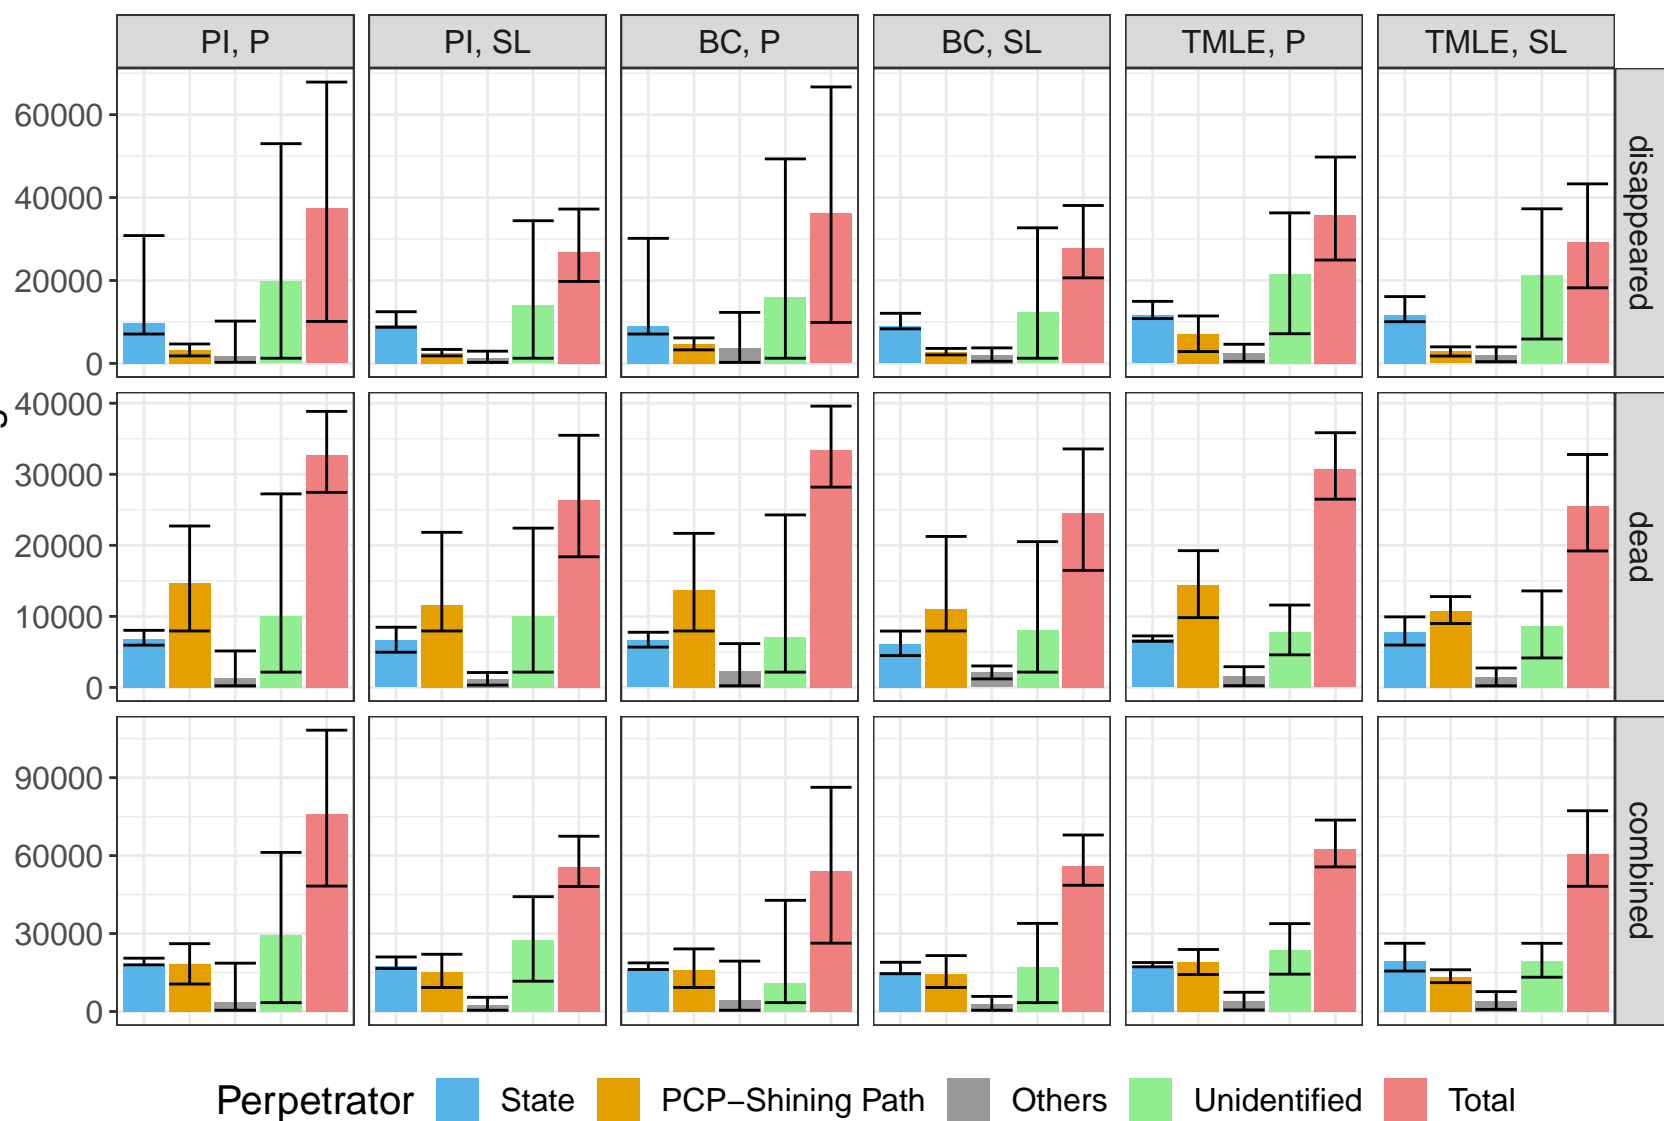 PI, P PI, SL BC, P BC, SL TMLE, P TMLE, SL
60000
40000
20000
0
disappeared
40000
30000
20000
10000
0
dead
90000
60000
30000
0
combined
Perpetrator State PCP−Shining Path Others Unidentified Total